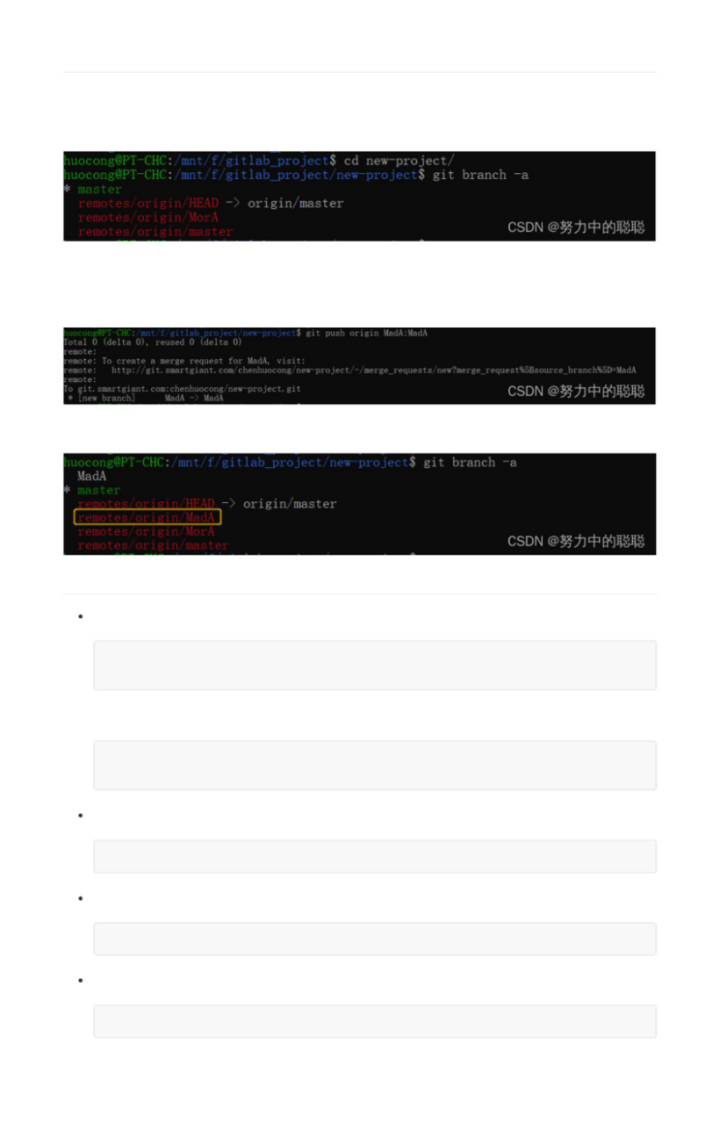 huocong@PT-CHC:/mnt/f/gitlab_project$ cd new-project/
huocong@PT-CHC:/mnt/f/gitlab_project/new-project$ git branch -a
* master
remotes/origin/HEAD -> origin/master
remotes/origin/MorA
remotes/origin/master
CSDN @努力中的聪聪
huocong@PT-CHC:/mnt/f/gitlab_project/new-project$ git push origin MadA:MadA
Total 0 (delta 0), reused 0 (delta 0)
remote:
remote: To create a merge request for MadA, visit:
remote: http://git.smartgiant.com/chenhuocong/new-project/-/merge_requests/new?merge_request%5Bsource_branch%5D=MadA
remote:
To git.smartgiant.com:chenhuocong/new-project.git
* [new branch] MadA -> MadA
CSDN @努力中的聪聪
huocong@PT-CHC:/mnt/f/gitlab_project/new-project$ git branch -a
MadA
* master
remotes/origin/HEAD -> origin/master
remotes/origin/MadA
remotes/origin/MorA
remotes/origin/master
CSDN @努力中的聪聪